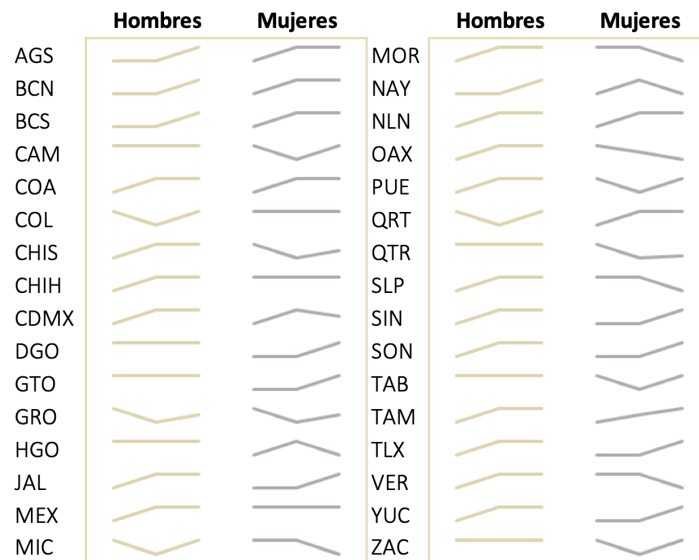 Hombres Mujeres Hombres Mujeres
AGS MOR
BCN NAY
BCS NLN
CAM OAX
COA PUE
COL QRT
CHIS QTR
CHIH SLP
CDMX SIN
DGO SON
GTO TAB
GRO TAM
HGO TLX
JAL VER
MEX YUC
MIC ZAC